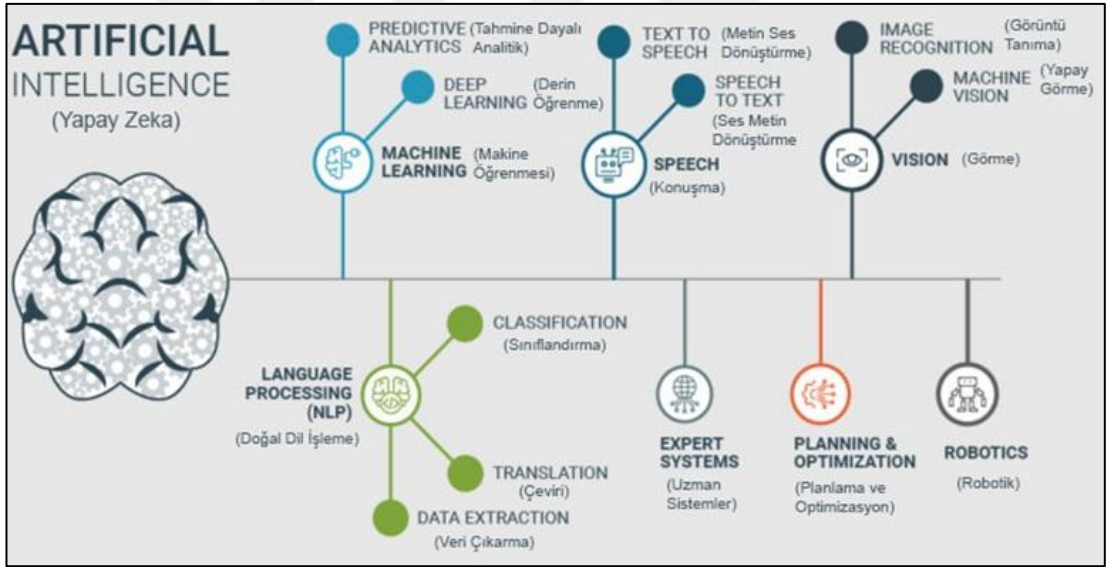 ARTIFICIAL
INTELLIGENCE
(Yapay Zeka)
PREDICTIVE (Tahmine Dayalı
ANALYTICS Analitik)
DEEP (Derin
LEARNING Öğrenme)
MACHINE (Makine
LEARNING Öğrenmesi)
TEXT TO (Metin Ses
SPEECH Dönüştürme)
SPEECH
TO TEXT
(Ses Metin
Dönüştürme
SPEECH
(Konuşma)
IMAGE (Görüntü
RECOGNITION Tanıma)
MACHINE (Yapay
VISION Görme)
VISION (Görme)
CLASSIFICATION
(Sınıflandırma)
LANGUAGE
PROCESSING
(NLP)
(Doğal Dil İşleme)
TRANSLATION
(Çeviri)
DATA EXTRACTION
(Veri Çıkarma)
EXPERT
SYSTEMS
(Uzman
Sistemler)
PLANNING &
OPTIMIZATION
(Planlama ve
Optimizasyon)
ROBOTICS
(Robotik)